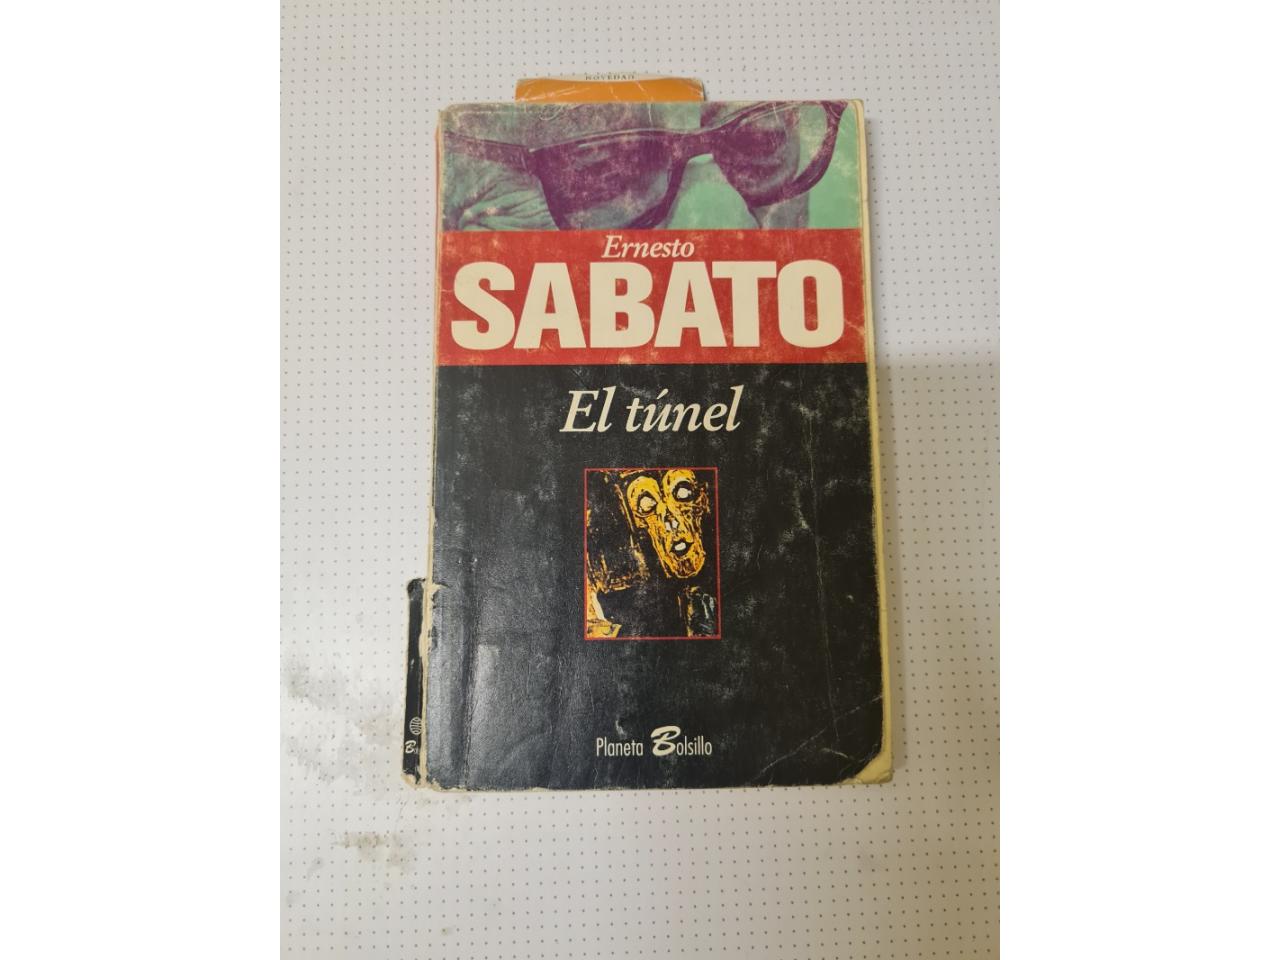 NOVEDAD
Ernesto
SABATO
El túnel
Planeta Bolsillo